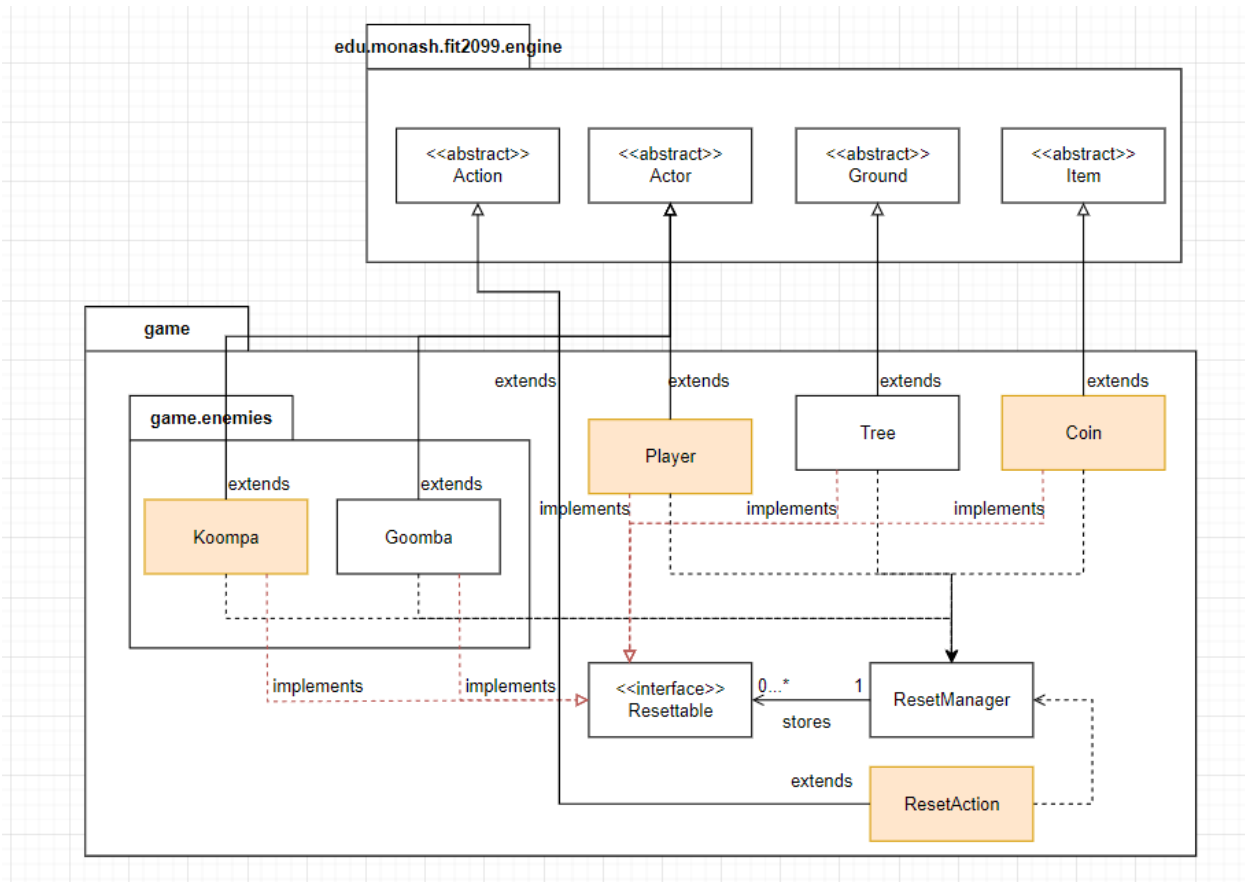 edu.monash.fit2099.engine
<<abstract>>
Action
<<abstract>>
Actor
<<abstract>>
Ground
<<abstract>>
Item
game
extends
extends
extends
extends
game.enemies
Player
Tree
Coin
extends
extends
implements
implements
implements
Koompa
Goomba
implements
implements
<<interface>>
Resettable
0...*
1
stores
ResetManager
extends
ResetAction